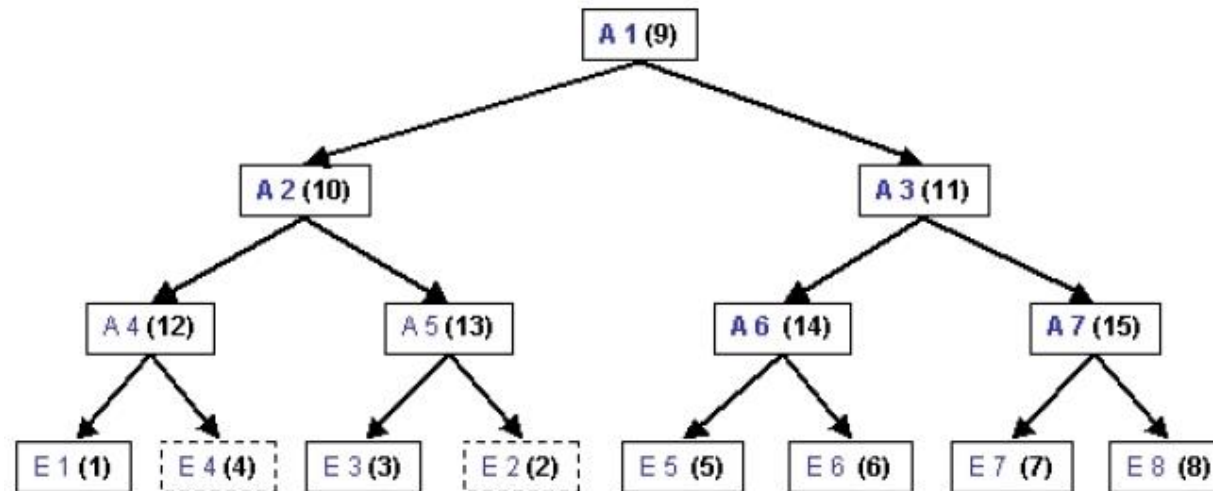 A 1 (9)
A 2 (10) A 3 (11)
A 4 (12) A 5 (13) A 6 (14) A 7 (15)
E 1 (1) E 4 (4) E 3 (3) E 2 (2) E 5 (5) E 6 (6) E 7 (7) E 8 (8)